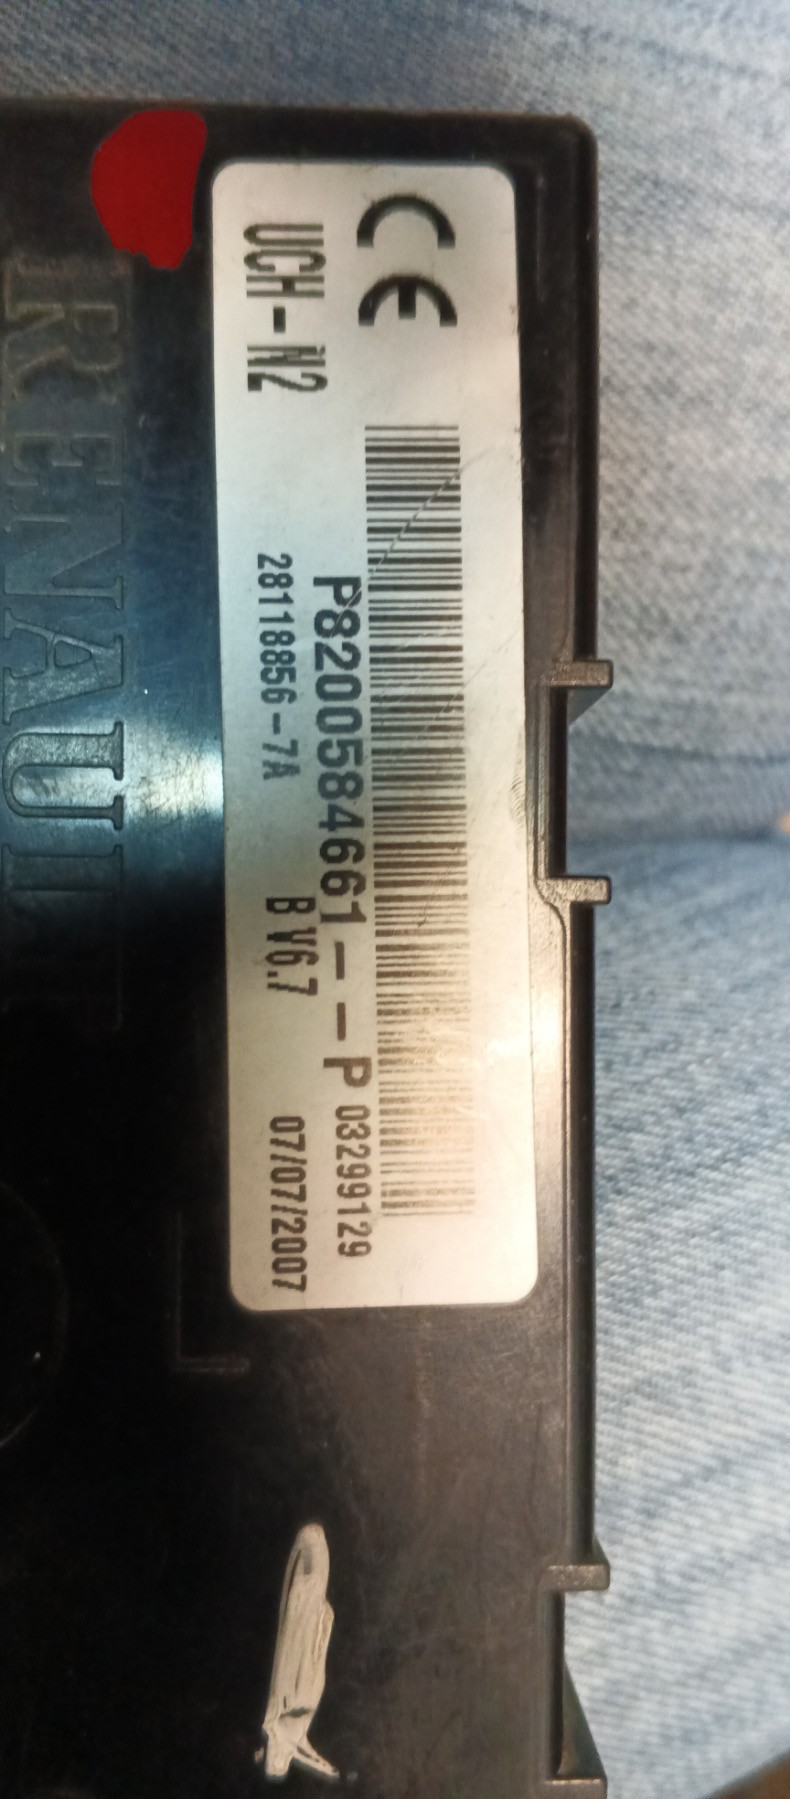 CE
P8200584661--P 03299129
UCH-N2 28118856-7A B V6.7 07/07/2007
RENAULT